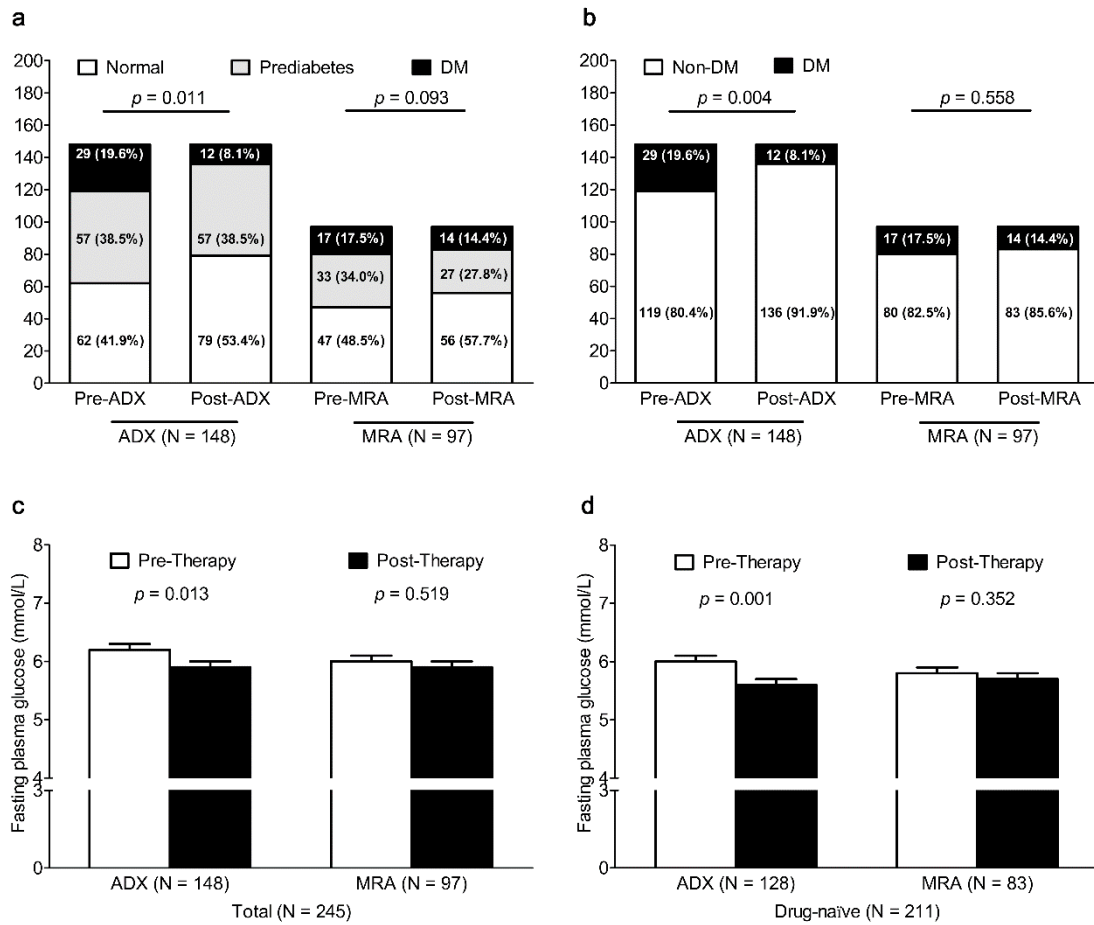 a
200
180
160
140
120
100
80
60
40
20
0
Normal Prediabetes DM
p = 0.011 p = 0.093
29 (19.6%) 12 (8.1%)
57 (38.5%) 57 (38.5%) 17 (17.5%) 14 (14.4%)
33 (34.0%) 27 (27.8%)
62 (41.9%) 79 (53.4%) 47 (48.5%) 56 (57.7%)
Pre-ADX Post-ADX Pre-MRA Post-MRA
ADX (N = 148) MRA (N = 97)
b
200
180
160
140
120
100
80
60
40
20
0
Non-DM DM
p = 0.004 p = 0.558
29 (19.6%) 12 (8.1%)
17 (17.5%) 14 (14.4%)
119 (80.4%) 136 (91.9%) 80 (82.5%) 83 (85.6%)
Pre-ADX Post-ADX Pre-MRA Post-MRA
ADX (N = 148) MRA (N = 97)
c
Fasting plasma glucose (mmol/L)
8
7
6
5
4
3
0
Pre-Therapy Post-Therapy
p = 0.013 p = 0.519
ADX (N = 148) MRA (N = 97)
Total (N = 245)
d
Fasting plasma glucose (mmol/L)
8
7
6
5
4
3
0
Pre-Therapy Post-Therapy
p = 0.001 p = 0.352
ADX (N = 128) MRA (N = 83)
Drug-naïve (N = 211)